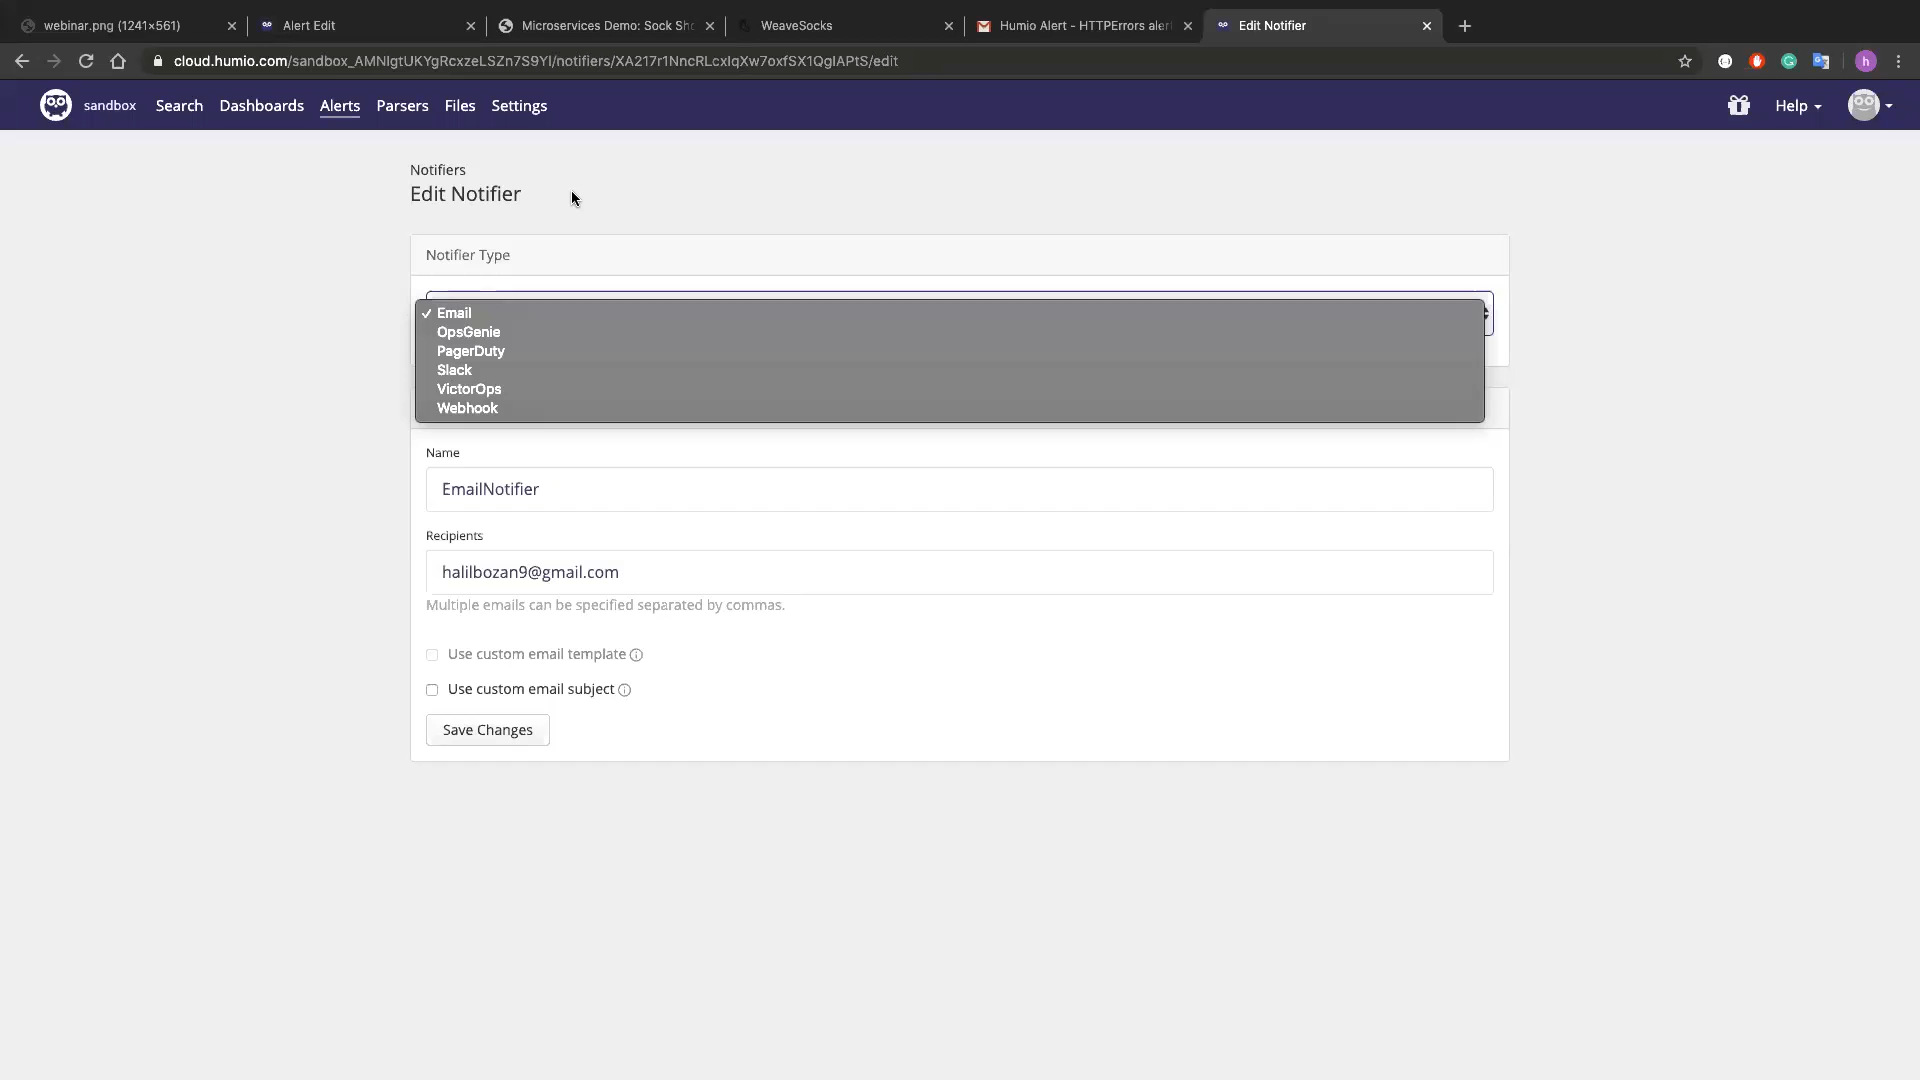 webinar.png (1241×561)
Alert Edit
Microservices Demo: Sock Sho
WeaveSocks
Humio Alert - HTTPErrors aler
Edit Notifier
cloud.humio.com/sandbox_AMNIgtUKYgRcxzeLSZn7S9YI/notifiers/XA217r1NncRLcxIqXw7oxfSX1QgIAPtS/edit
h
sandbox Search Dashboards Alerts Parsers Files Settings Help
Notifiers
Edit Notifier
Notifier Type
✓ Email
OpsGenie
PagerDuty
Slack
VictorOps
Webhook
Name
EmailNotifier
Recipients
halilbozan9@gmail.com
Multiple emails can be specified separated by commas.
Use custom email template
Use custom email subject
Save Changes